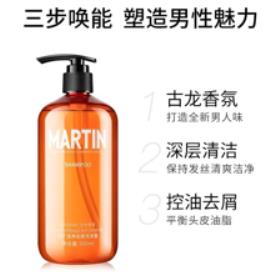 三步唤能 塑造男性魅力
MARTIN
SHAMPOO
1 古龙香氛
打造全新男人味
2 深层清洁
保持发丝清爽洁净
3 控油去屑
平衡头皮油脂